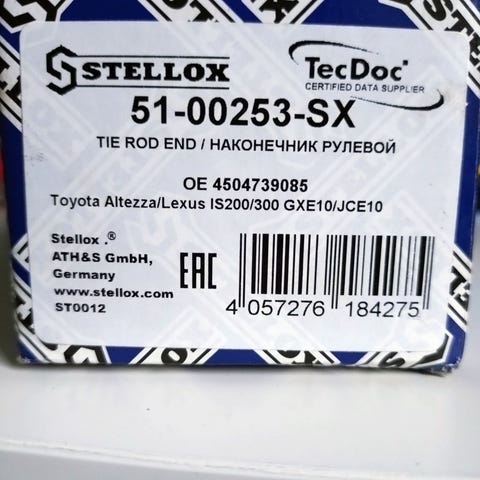 STELLOX
TecDoc
CERTIFIED DATA SUPPLIER
51-00253-SX
TIE ROD END / НАКОНЕЧНИК РУЛЕВОЙ
OE 4504739085
Toyota Altezza/Lexus IS200/300 GXE10/JCE10
Stellox .®
ATH&S GmbH,
Germany
www.stellox.com
ST0012
EAC
4 057276 184275